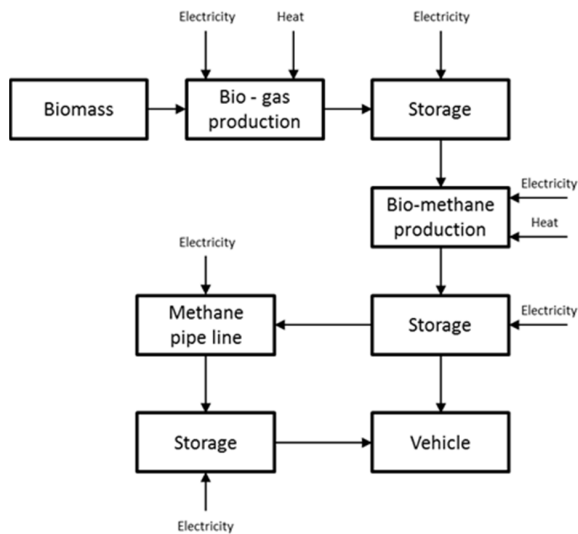 Electricity
Heat
Electricity
Biomass
Bio - gas
production
Storage
Electricity
Bio-methane
production
Heat
Electricity
Methane
pipe line
Storage
Electricity
Storage
Vehicle
Electricity